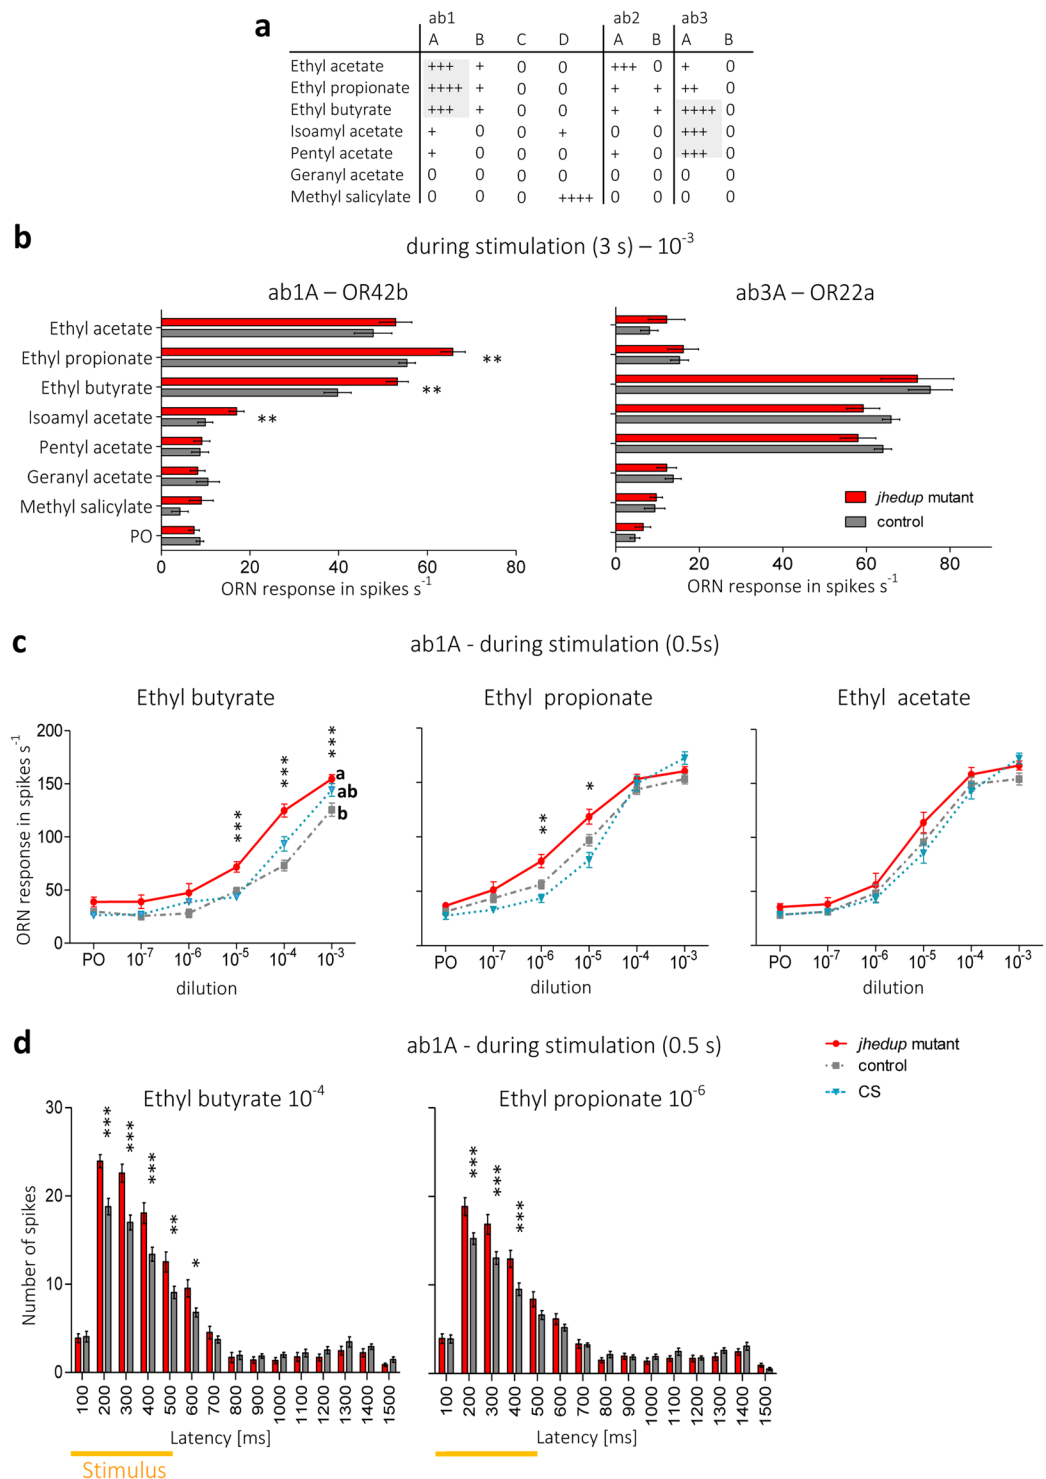 a
ab1 ab2 ab3
A B C D A B A B
Ethyl acetate +++ + 0 0 +++ 0 + 0
Ethyl propionate ++++ + 0 0 + + ++ 0
Ethyl butyrate +++ + 0 0 + + ++++ 0
Isoamyl acetate + 0 0 + 0 0 +++ 0
Pentyl acetate + 0 0 0 + 0 +++ 0
Geranyl acetate 0 0 0 0 0 0 0 0
Methyl salicylate 0 0 0 ++++ 0 0 0 0
b
during stimulation (3 s) – 10⁻³
ab1A – OR42b
Ethyl acetate
Ethyl propionate **
Ethyl butyrate **
Isoamyl acetate **
Pentyl acetate
Geranyl acetate
Methyl salicylate
PO
0 20 40 60 80
ORN response in spikes s⁻¹
ab3A – OR22a
jhedup mutant
control
0 20 40 60 80
ORN response in spikes s⁻¹
c
ab1A - during stimulation (0.5s)
Ethyl butyrate
ORN response in spikes s⁻¹
200
150
100
50
0
*** *** ***
a
ab
b
PO 10⁻⁷ 10⁻⁶ 10⁻⁵ 10⁻⁴ 10⁻³
dilution
Ethyl propionate
** *
PO 10⁻⁷ 10⁻⁶ 10⁻⁵ 10⁻⁴ 10⁻³
dilution
Ethyl acetate
PO 10⁻⁷ 10⁻⁶ 10⁻⁵ 10⁻⁴ 10⁻³
dilution
d
ab1A - during stimulation (0.5 s)
jhedup mutant
control
CS
Ethyl butyrate 10⁻⁴
Number of spikes
30
20
10
0
*** *** *** ** *
100 200 300 400 500 600 700 800 900 1000 1100 1200 1300 1400 1500
Latency [ms]
Stimulus
Ethyl propionate 10⁻⁶
*** *** ***
100 200 300 400 500 600 700 800 900 1000 1100 1200 1300 1400 1500
Latency [ms]